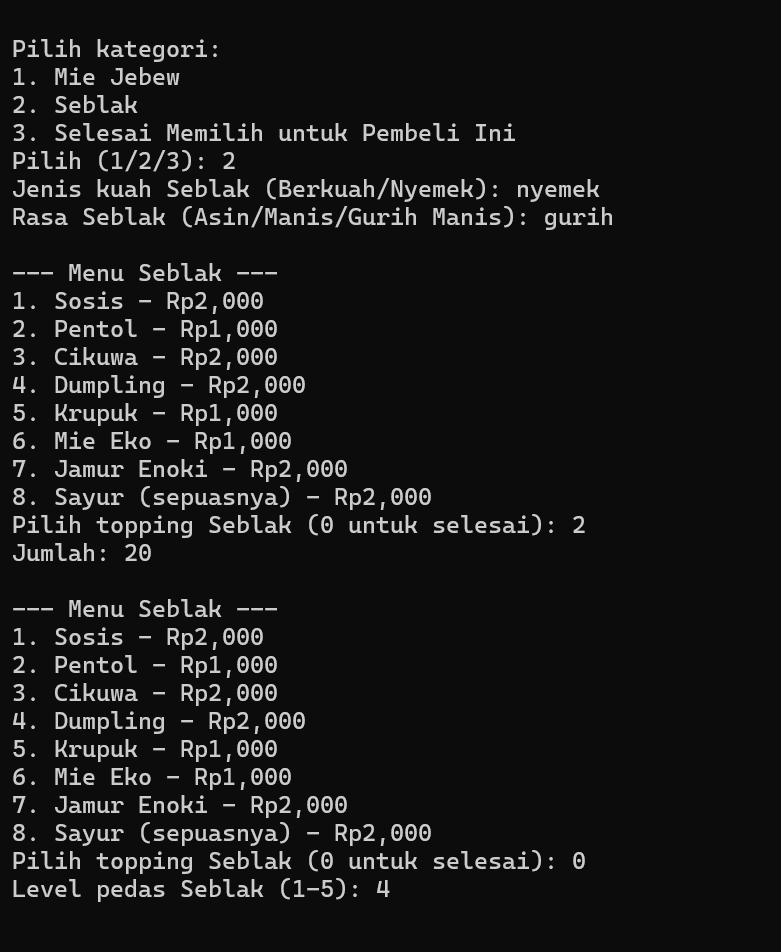 Pilih kategori:
1. Mie Jebew
2. Seblak
3. Selesai Memilih untuk Pembeli Ini
Pilih (1/2/3): 2
Jenis kuah Seblak (Berkuah/Nyemek): nyemek
Rasa Seblak (Asin/Manis/Gurih Manis): gurih
--- Menu Seblak ---
1. Sosis - Rp2,000
2. Pentol - Rp1,000
3. Cikuwa - Rp2,000
4. Dumpling - Rp2,000
5. Krupuk - Rp1,000
6. Mie Eko - Rp1,000
7. Jamur Enoki - Rp2,000
8. Sayur (sepuasnya) - Rp2,000
Pilih topping Seblak (0 untuk selesai): 2
Jumlah: 20
--- Menu Seblak ---
1. Sosis - Rp2,000
2. Pentol - Rp1,000
3. Cikuwa - Rp2,000
4. Dumpling - Rp2,000
5. Krupuk - Rp1,000
6. Mie Eko - Rp1,000
7. Jamur Enoki - Rp2,000
8. Sayur (sepuasnya) - Rp2,000
Pilih topping Seblak (0 untuk selesai): 0
Level pedas Seblak (1-5): 4